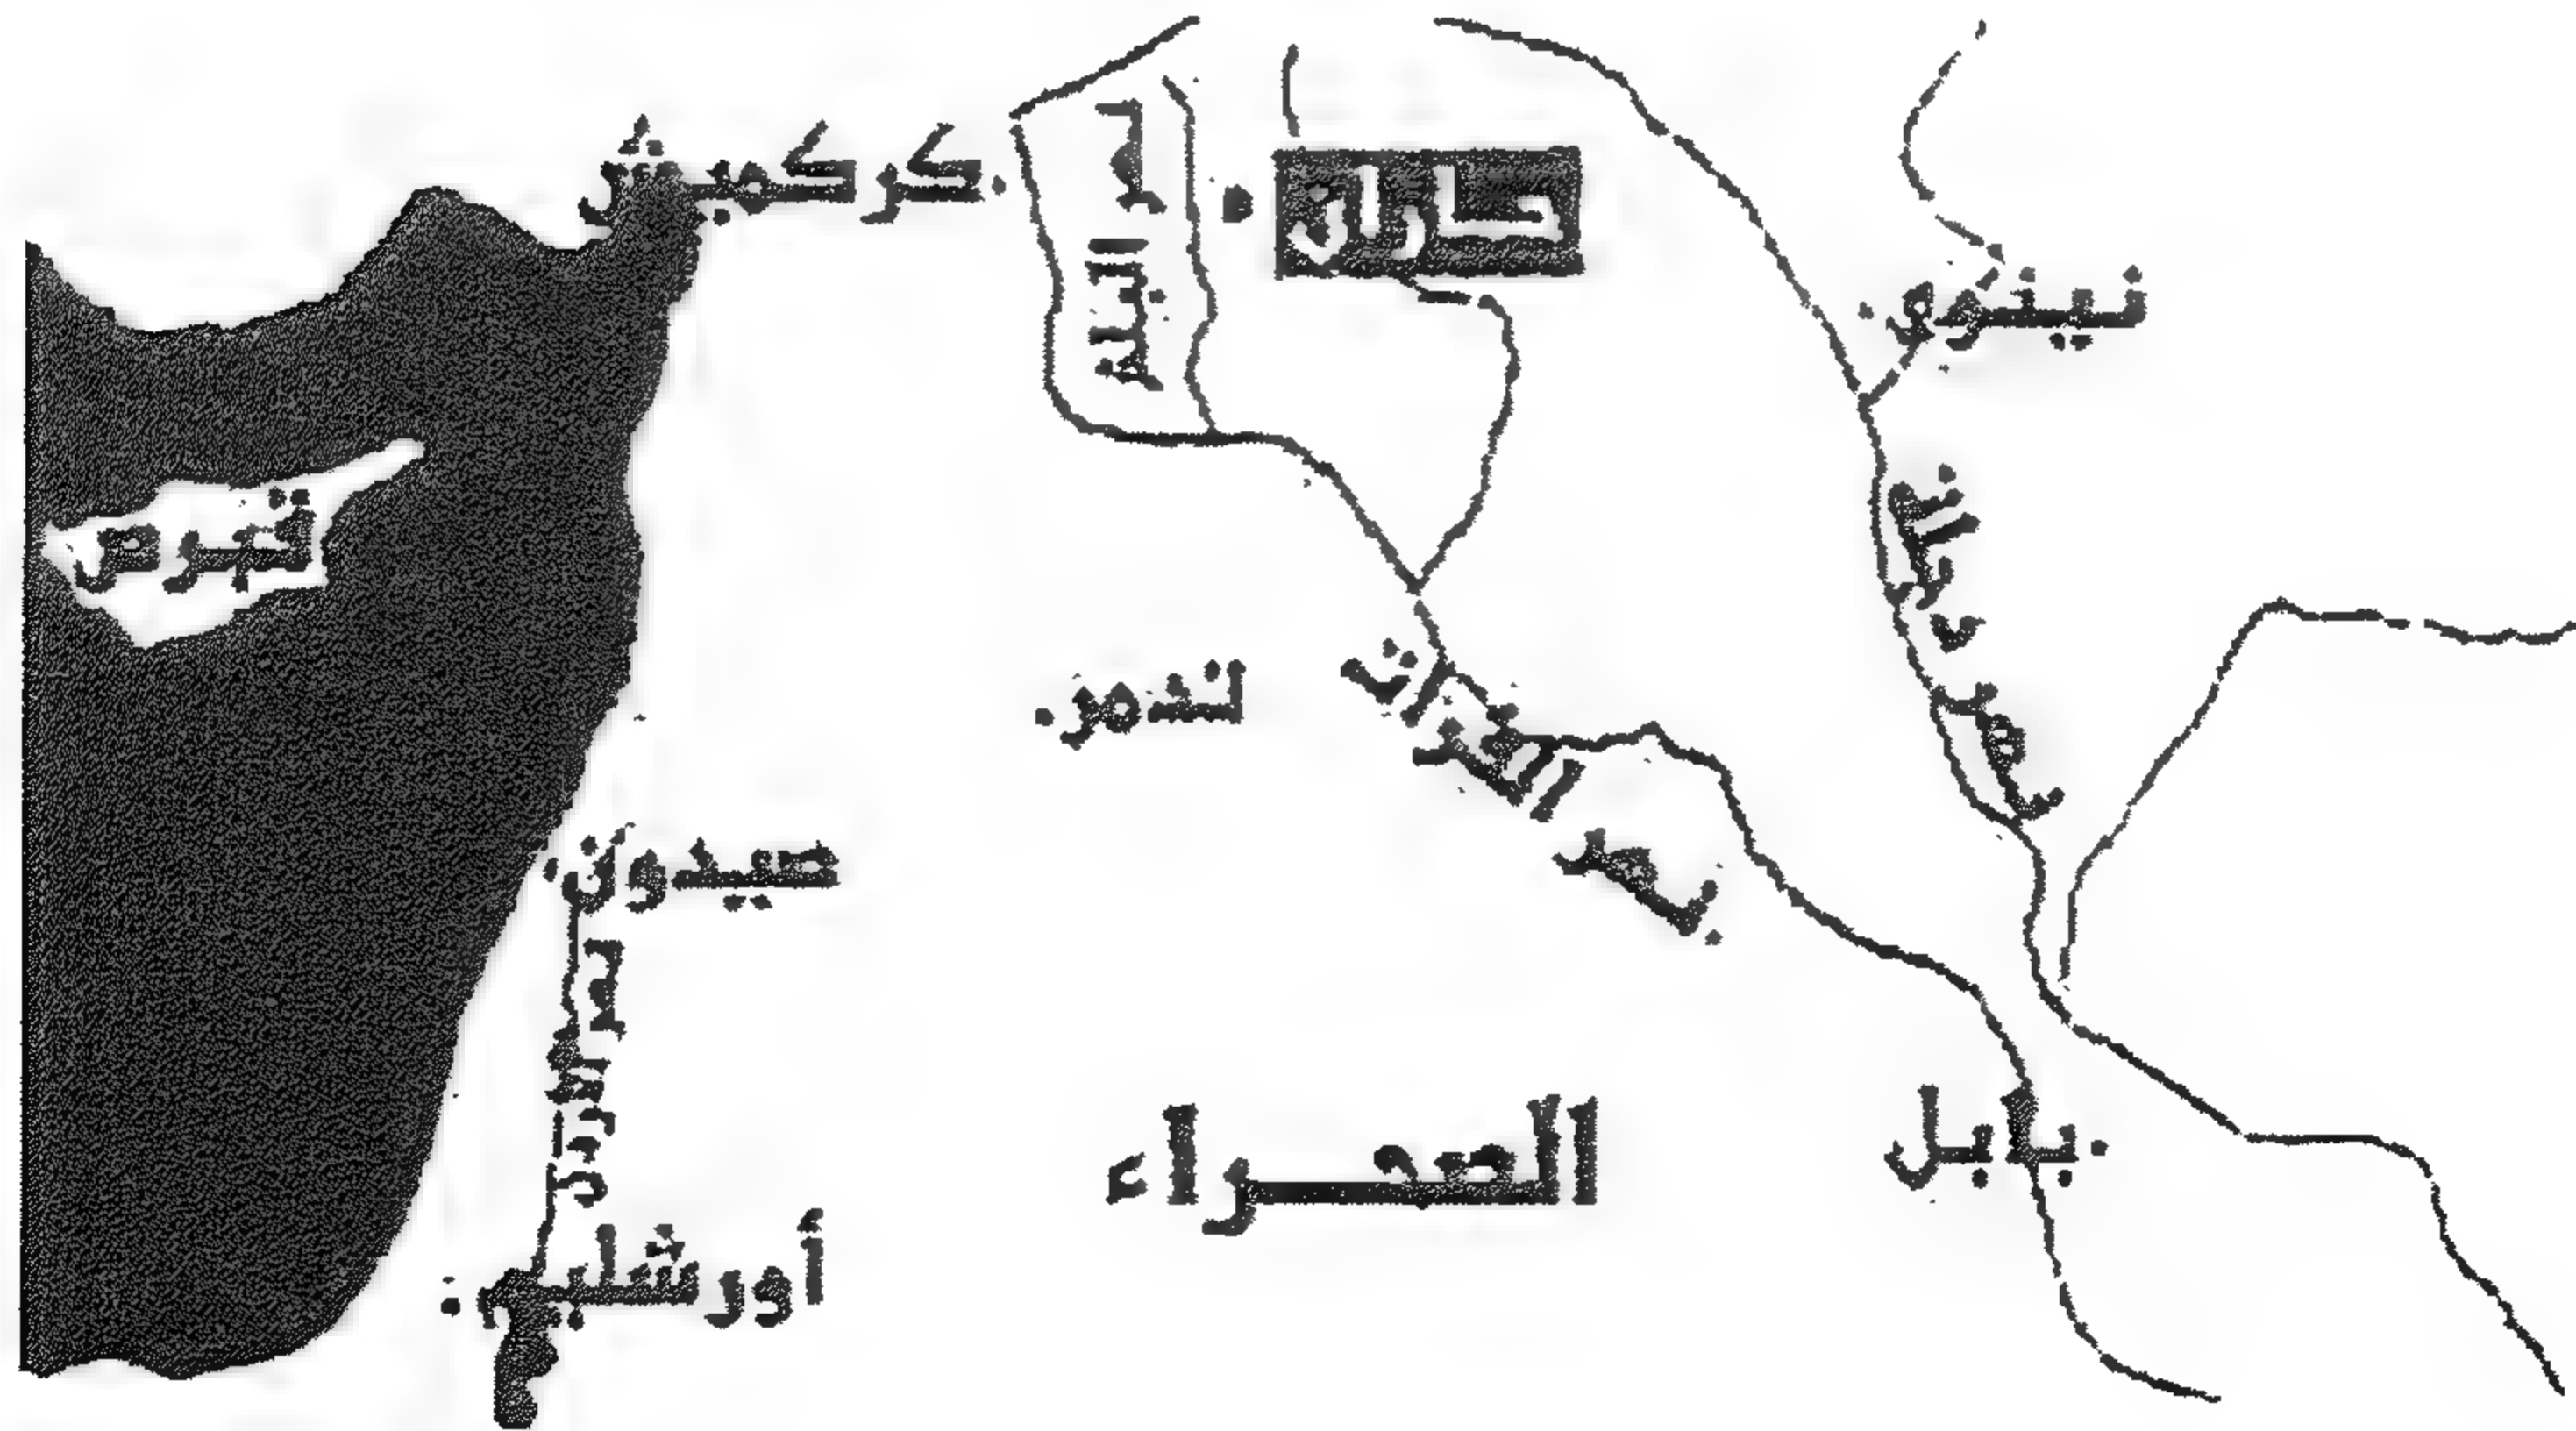 كركميش
نهر البليخ
حاران
نينوى
قبرص
نهر دجلة
تدمر
نهر الفرات
صيدون
نهر الأردن
الصحراء
بابل
أورشليم